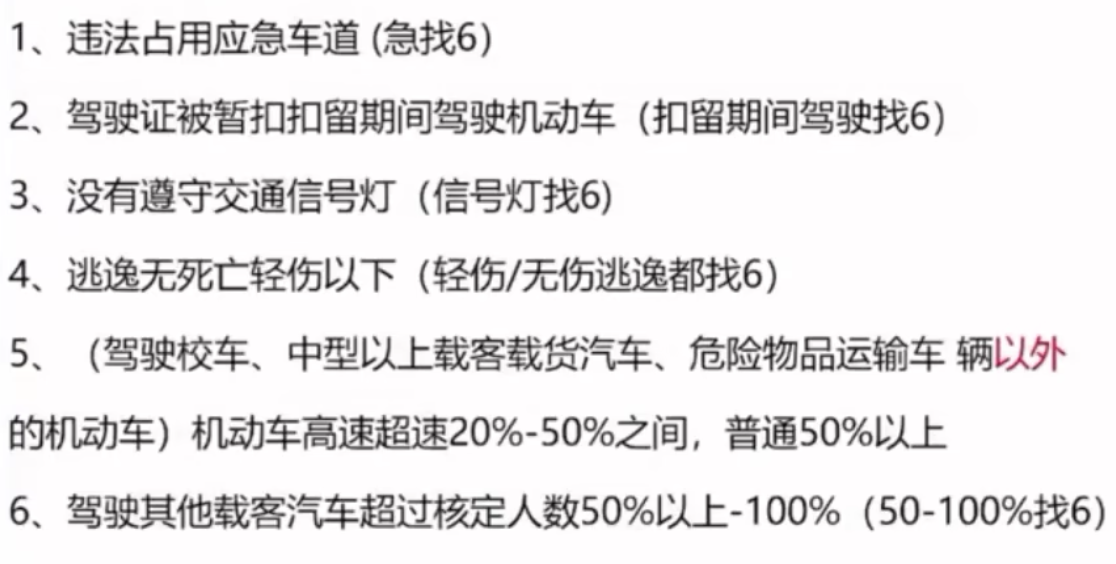 1、违法占用应急车道 (急找6)
2、驾驶证被暂扣扣留期间驾驶机动车（扣留期间驾驶找6）
3、没有遵守交通信号灯（信号灯找6)
4、逃逸无死亡轻伤以下（轻伤/无伤逃逸都找6）
5、（驾驶校车、中型以上载客载货汽车、危险物品运输车 辆以外
的机动车）机动车高速超速20%-50%之间，普通50%以上
6、驾驶其他载客汽车超过核定人数50%以上-100%（50-100%找6）